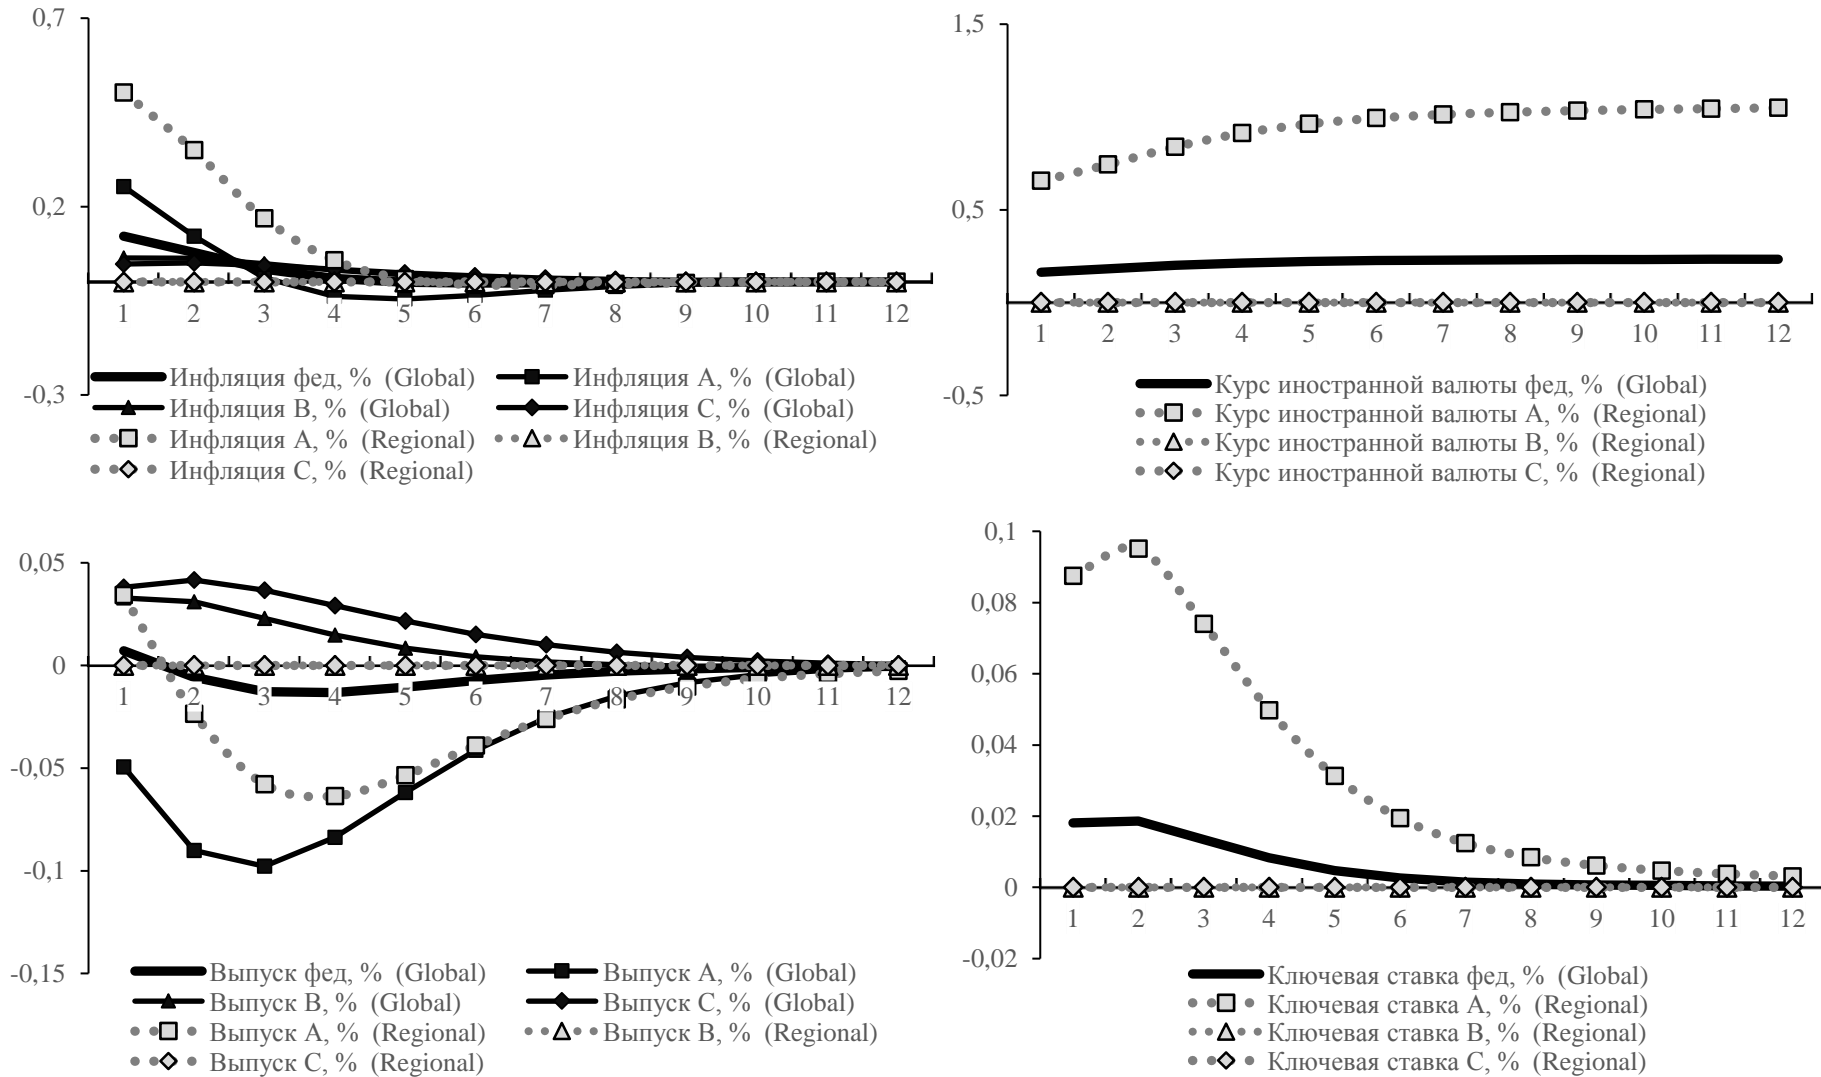 0,7
0,2
-0,3
1 2 3 4 5 6 7 8 9 10 11 12
Инфляция фед, % (Global)
Инфляция A, % (Global)
Инфляция B, % (Global)
Инфляция C, % (Global)
Инфляция A, % (Regional)
Инфляция B, % (Regional)
Инфляция C, % (Regional)
1,5
0,5
-0,5
1 2 3 4 5 6 7 8 9 10 11 12
Курс иностранной валюты фед, % (Global)
Курс иностранной валюты A, % (Regional)
Курс иностранной валюты B, % (Regional)
Курс иностранной валюты C, % (Regional)
0,05
0
-0,05
-0,1
-0,15
1 2 3 4 5 6 7 8 9 10 11 12
Выпуск фед, % (Global)
Выпуск A, % (Global)
Выпуск B, % (Global)
Выпуск C, % (Global)
Выпуск A, % (Regional)
Выпуск B, % (Regional)
Выпуск C, % (Regional)
0,1
0,08
0,06
0,04
0,02
0
-0,02
1 2 3 4 5 6 7 8 9 10 11 12
Ключевая ставка фед, % (Global)
Ключевая ставка A, % (Regional)
Ключевая ставка B, % (Regional)
Ключевая ставка C, % (Regional)